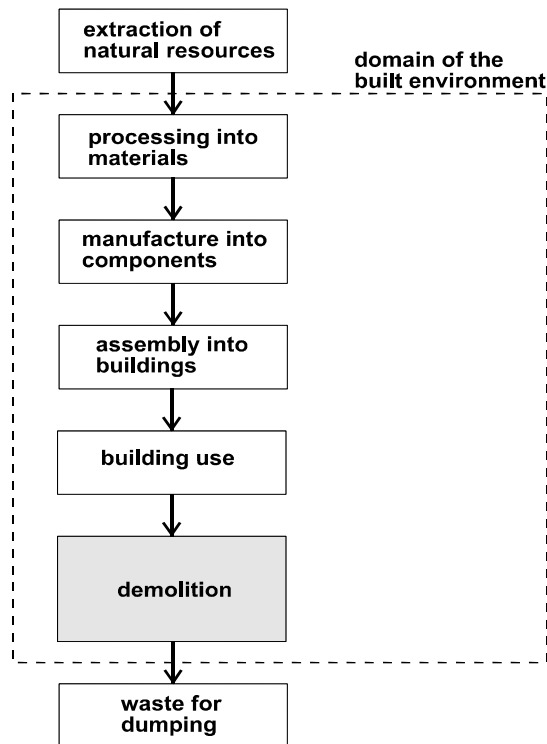 extraction of
natural resources
domain of the
built environment
processing into
materials
manufacture into
components
assembly into
buildings
building use
demolition
waste for
dumping